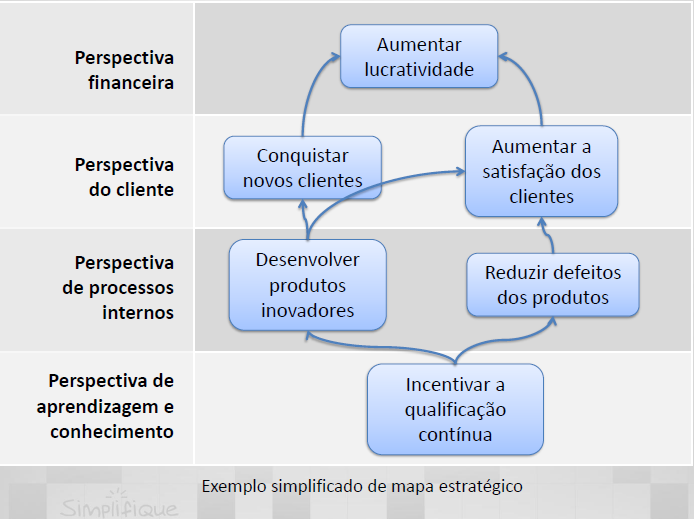 Perspectiva
financeira
Aumentar
lucratividade
Perspectiva
do cliente
Conquistar
novos clientes
Aumentar a
satisfação dos
clientes
Perspectiva
de processos
internos
Desenvolver
produtos
inovadores
Reduzir defeitos
dos produtos
Perspectiva de
aprendizagem e
conhecimento
Incentivar a
qualificação
contínua
Exemplo simplificado de mapa estratégico
Simplifique